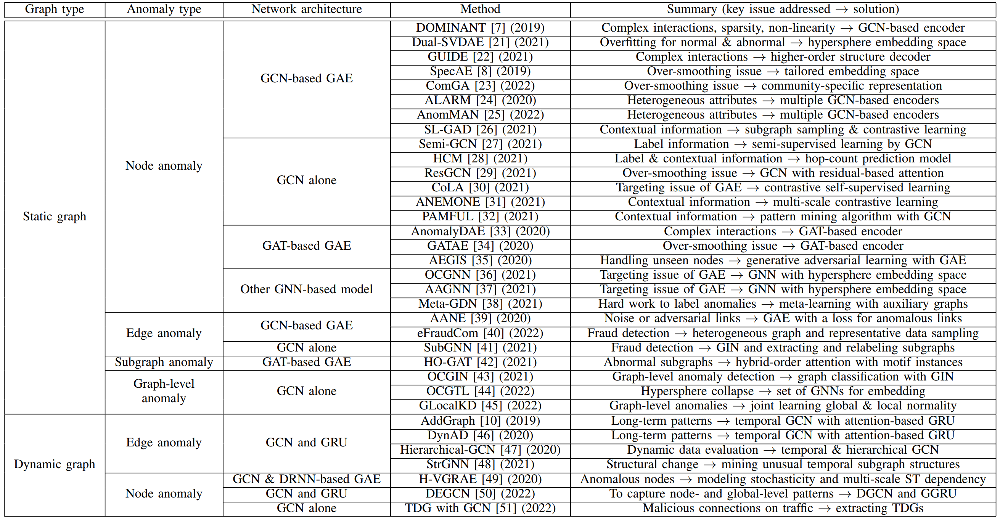 Graph type Anomaly type Network architecture Method Summary (key issue addressed → solution)
DOMINANT [7] (2019) Complex interactions, sparsity, non-linearity → GCN-based encoder
Dual-SVDAE [21] (2021) Overfitting for normal & abnormal → hypersphere embedding space
GUIDE [22] (2021) Complex interactions → higher-order structure decoder
SpecAE [8] (2019) Over-smoothing issue → tailored embedding space
GCN-based GAE
ComGA [23] (2022) Over-smoothing issue → community-specific representation
ALARM [24] (2020) Heterogeneous attributes → multiple GCN-based encoders
AnomMAN [25] (2022) Heterogeneous attributes → multiple GCN-based encoders
SL-GAD [26] (2021) Contextual information → subgraph sampling & contrastive learning
Semi-GCN [27] (2021) Label information → semi-supervised learning by GCN
HCM [28] (2021) Label & contextual information → hop-count prediction model
Node anomaly
ResGCN [29] (2021) Over-smoothing issue → GCN with residual-based attention
GCN alone
CoLA [30] (2021) Targeting issue of GAE → contrastive self-supervised learning
ANEMONE [31] (2021) Contextual information → multi-scale contrastive learning
Static graph
PAMFUL [32] (2021) Contextual information → pattern mining algorithm with GCN
AnomalyDAE [33] (2020) Complex interactions → GAT-based encoder
GAT-based GAE GATAE [34] (2020) Over-smoothing issue → GAT-based encoder
AEGIS [35] (2020) Handling unseen nodes → generative adversarial learning with GAE
OCGNN [36] (2021) Targeting issue of GAE → GNN with hypersphere embedding space
Other GNN-based model AAGNN [37] (2021) Targeting issue of GAE → GNN with hypersphere embedding space
Meta-GDN [38] (2021) Hard work to label anomalies → meta-learning with auxiliary graphs
AANE [39] (2020) Noise or adversarial links → GAE with a loss for anomalous links
GCN-based GAE
Edge anomaly eFraudCom [40] (2022) Fraud detection → heterogeneous graph and representative data sampling
GCN alone SubGNN [41] (2021) Fraud detection → GIN and extracting and relabeling subgraphs
Subgraph anomaly GAT-based GAE HO-GAT [42] (2021) Abnormal subgraphs → hybrid-order attention with motif instances
OCGIN [43] (2021) Graph-level anomaly detection → graph classification with GIN
Graph-level
GCN alone OCGTL [44] (2022) Hypersphere collapse → set of GNNs for embedding
anomaly
GLocalKD [45] (2022) Graph-level anomalies → joint learning global & local normality
AddGraph [10] (2019) Long-term patterns → temporal GCN with attention-based GRU
DynAD [46] (2020) Long-term patterns → temporal GCN with attention-based GRU
Edge anomaly GCN and GRU
Hierarchical-GCN [47] (2020) Dynamic data evaluation → temporal & hierarchical GCN
Dynamic graph StrGNN [48] (2021) Structural change → mining unusual temporal subgraph structures
GCN & DRNN-based GAE H-VGRAE [49] (2020) Anomalous nodes → modeling stochasticity and multi-scale ST dependency
Node anomaly GCN and GRU DEGCN [50] (2022) To capture node- and global-level patterns → DGCN and GGRU
GCN alone TDG with GCN [51] (2022) Malicious connections on traffic → extracting TDGs